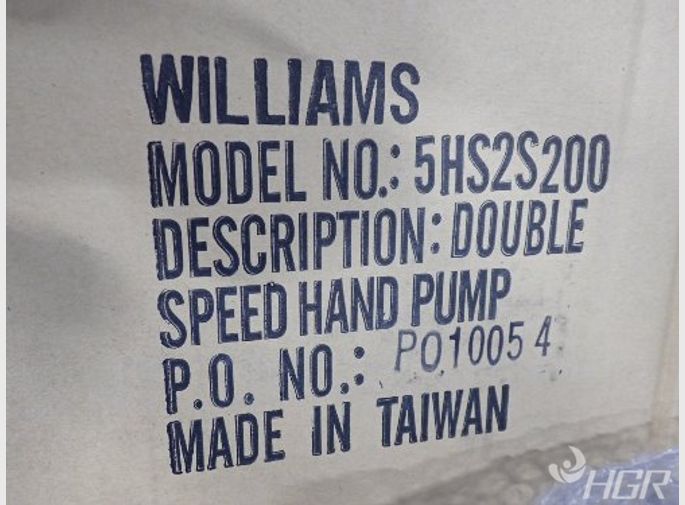 WILLIAMS
MODEL NO.: 5HS2S200
DESCRIPTION: DOUBLE
SPEED HAND PUMP
P.O. NO.: PO10054
MADE IN TAIWAN
HGR